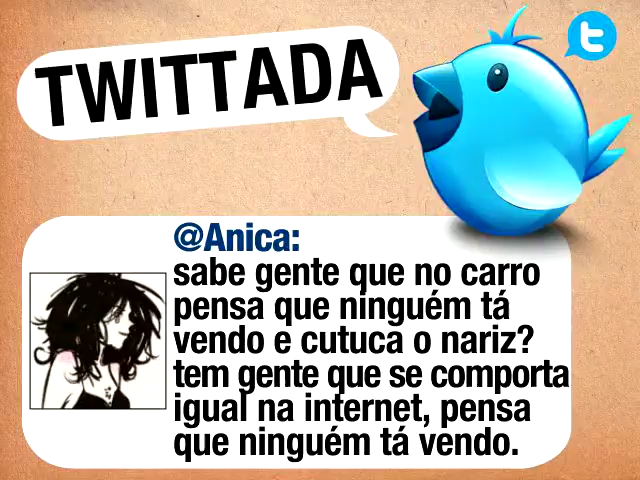 TWITTADA
t
@Anica:
sabe gente que no carro
pensa que ninguém tá
vendo e cutuca o nariz?
tem gente que se comporta
igual na internet, pensa
que ninguém tá vendo.